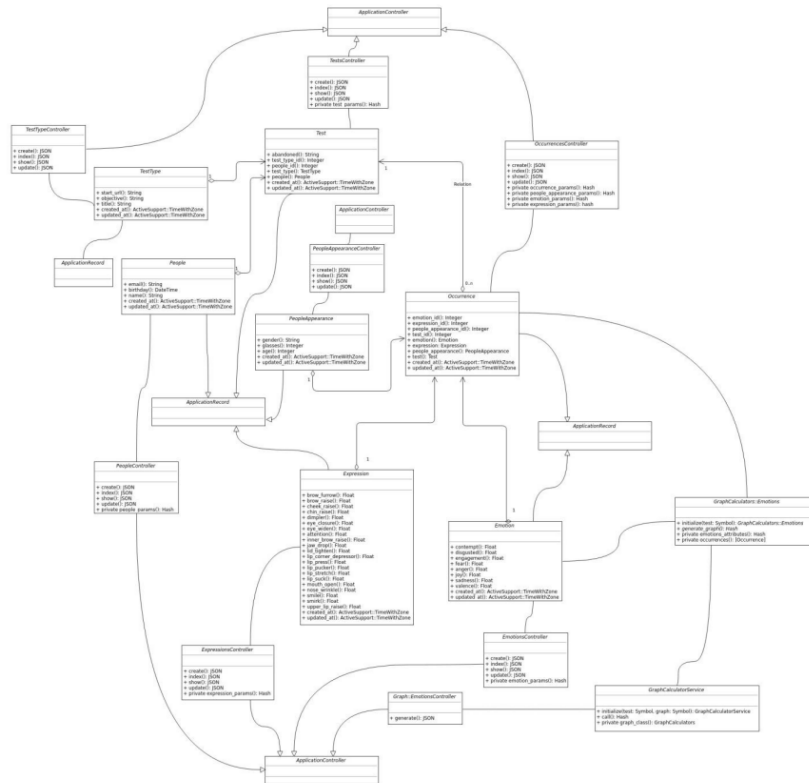 ApplicationController
TestsController
+ create(): JSON
+ index(): JSON
+ show(): JSON
+ update(): JSON
+ private test_params(): Hash
TestTypeController
+ create(): JSON
+ index(): JSON
+ show(): JSON
+ update(): JSON
Test
+ abandoned(): String
+ test_type_id(): Integer
+ people_id(): Integer
+ test_type(): TestType
+ people(): People
+ created_at(): ActiveSupport::TimeWithZone
+ updated_at(): ActiveSupport::TimeWithZone
1
OccurrencesController
+ create(): JSON
+ index(): JSON
+ show(): JSON
+ update(): JSON
+ private occurrence_params(): Hash
+ private people_appearance_params(): Hash
+ private emotion_params(): Hash
+ private expression_params(): hash
TestType
+ start_url(): String
+ objective(): String
+ title(): String
+ created_at(): ActiveSupport::TimeWithZone
+ updated_at(): ActiveSupport::TimeWithZone
1
Relation
0..n
ApplicationController
ApplicationRecord
People
+ email(): String
+ birthday(): DateTime
+ name(): String
+ created_at(): ActiveSupport::TimeWithZone
+ updated_at(): ActiveSupport::TimeWithZone
1
PeopleAppearanceController
+ create(): JSON
+ index(): JSON
+ show(): JSON
+ update(): JSON
Occurrence
+ emotion_id(): Integer
+ expression_id(): Integer
+ people_appearance_id(): Integer
+ test_id(): Integer
+ emotion(): Emotion
+ expression: Expression
+ people_appearance(): PeopleAppearance
+ test(): Test
+ created_at(): ActiveSupport::TimeWithZone
+ updated_at(): ActiveSupport::TimeWithZone
PeopleAppearance
+ gender(): String
+ glasses(): Integer
+ age(): Integer
+ created_at(): ActiveSupport::TimeWithZone
+ updated_at(): ActiveSupport::TimeWithZone
1
ApplicationRecord
ApplicationRecord
PeopleController
+ create(): JSON
+ index(): JSON
+ show(): JSON
+ update(): JSON
+ private people_params(): Hash
1
Expression
+ brow_furrow(): Float
+ brow_raise(): Float
+ cheek_raise(): Float
+ chin_raise(): Float
+ dimpler(): Float
+ eye_closure(): Float
+ eye_widen(): Float
+ attention(): Float
+ inner_brow_raise(): Float
+ jaw_drop(): Float
+ lid_tighten(): Float
+ lip_corner_depressor(): Float
+ lip_press(): Float
+ lip_pucker(): Float
+ lip_stretch(): Float
+ lip_suck(): Float
+ mouth_open(): Float
+ nose_wrinkle(): Float
+ smile(): Float
+ smirk(): Float
+ upper_lip_raise(): Float
+ created_at(): ActiveSupport::TimeWithZone
+ updated_at(): ActiveSupport::TimeWithZone
1
Emotion
+ contempt(): Float
+ disgusted(): Float
+ engagement(): Float
+ fear(): Float
+ anger(): Float
+ joy(): Float
+ sadness(): Float
+ valence(): Float
+ created_at(): ActiveSupport::TimeWithZone
+ updated_at(): ActiveSupport::TimeWithZone
GraphCalculators::Emotions
+ initialize(test: Symbol): GraphCalculators::Emotions
+ generate_graph(): Hash
+ private emotions_attributes(): Hash
+ private occurrences(): [Occurrence]
ExpressionsController
+ create(): JSON
+ index(): JSON
+ show(): JSON
+ update(): JSON
+ private expression_params(): Hash
EmotionsController
+ create(): JSON
+ index(): JSON
+ show(): JSON
+ update(): JSON
+ private emotion_params(): Hash
Graph::EmotionsController
+ generate(): JSON
GraphCalculatorService
+ initialize(test: Symbol, graph: Symbol): GraphCalculatorService
+ call(): Hash
+ private graph_class(): GraphCalculators
ApplicationController